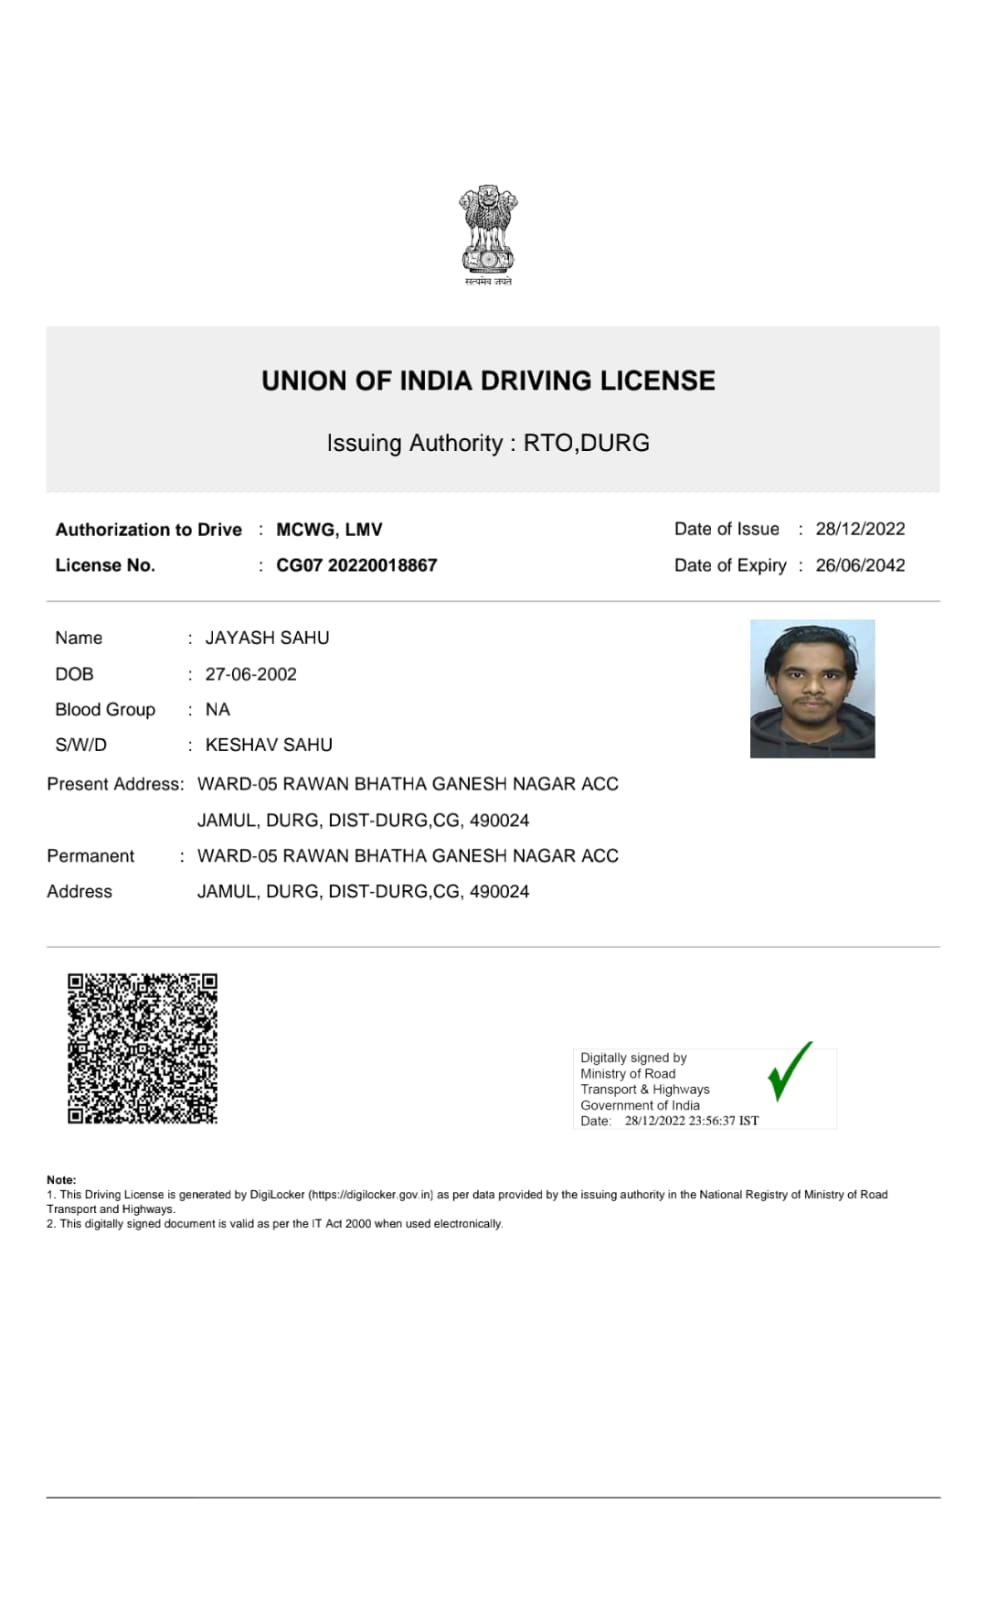 सत्यमेव जयते
UNION OF INDIA DRIVING LICENSE
Issuing Authority : RTO,DURG
Authorization to Drive : MCWG, LMV
Date of Issue : 28/12/2022
License No. : CG07 20220018867
Date of Expiry : 26/06/2042
Name : JAYASH SAHU
DOB : 27-06-2002
Blood Group : NA
S/W/D : KESHAV SAHU
Present Address: WARD-05 RAWAN BHATHA GANESH NAGAR ACC
JAMUL, DURG, DIST-DURG,CG, 490024
Permanent : WARD-05 RAWAN BHATHA GANESH NAGAR ACC
Address JAMUL, DURG, DIST-DURG,CG, 490024
Digitally signed by
Ministry of Road
Transport & Highways
Government of India
Date: 28/12/2022 23:56:37 IST
Note:
1. This Driving License is generated by DigiLocker (https://digilocker.gov.in) as per data provided by the issuing authority in the National Registry of Ministry of Road
Transport and Highways.
2. This digitally signed document is valid as per the IT Act 2000 when used electronically.